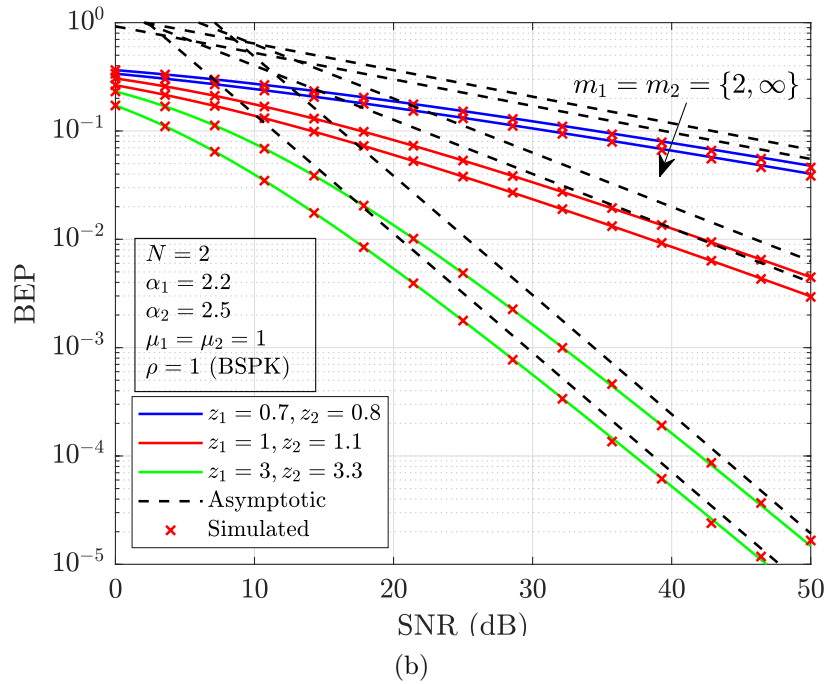 10^0
10^{-1}
10^{-2}
10^{-3}
10^{-4}
10^{-5}
BEP
m_1 = m_2 = {2, ∞}
N = 2
α_1 = 2.2
α_2 = 2.5
μ_1 = μ_2 = 1
ρ = 1 (BSPK)
z_1 = 0.7, z_2 = 0.8
z_1 = 1, z_2 = 1.1
z_1 = 3, z_2 = 3.3
Asymptotic
Simulated
0 10 20 30 40 50
SNR (dB)
(b)